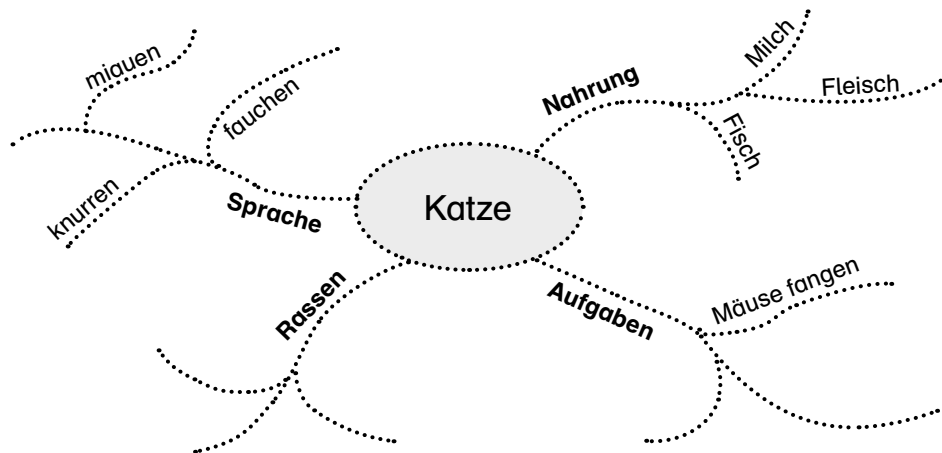 miauen
fauchen
knurren
Sprache
Nahrung
Milch
Fleisch
Fisch
Katze
Rassen
Aufgaben
Mäuse fangen